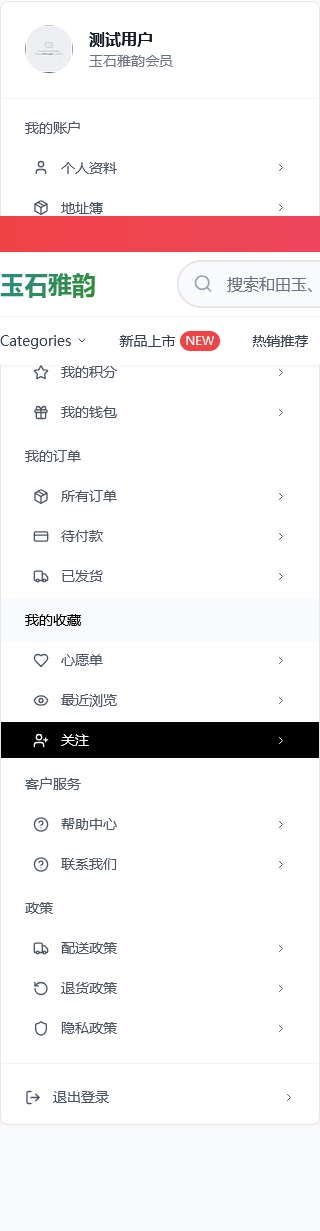 测试用户
玉石雅韵会员
我的账户
个人资料
地址簿
玉石雅韵
搜索和田玉、
Categories
新品上市 NEW
热销推荐
我的积分
我的钱包
我的订单
所有订单
待付款
已发货
我的收藏
心愿单
最近浏览
关注
客户服务
帮助中心
联系我们
政策
配送政策
退货政策
隐私政策
退出登录